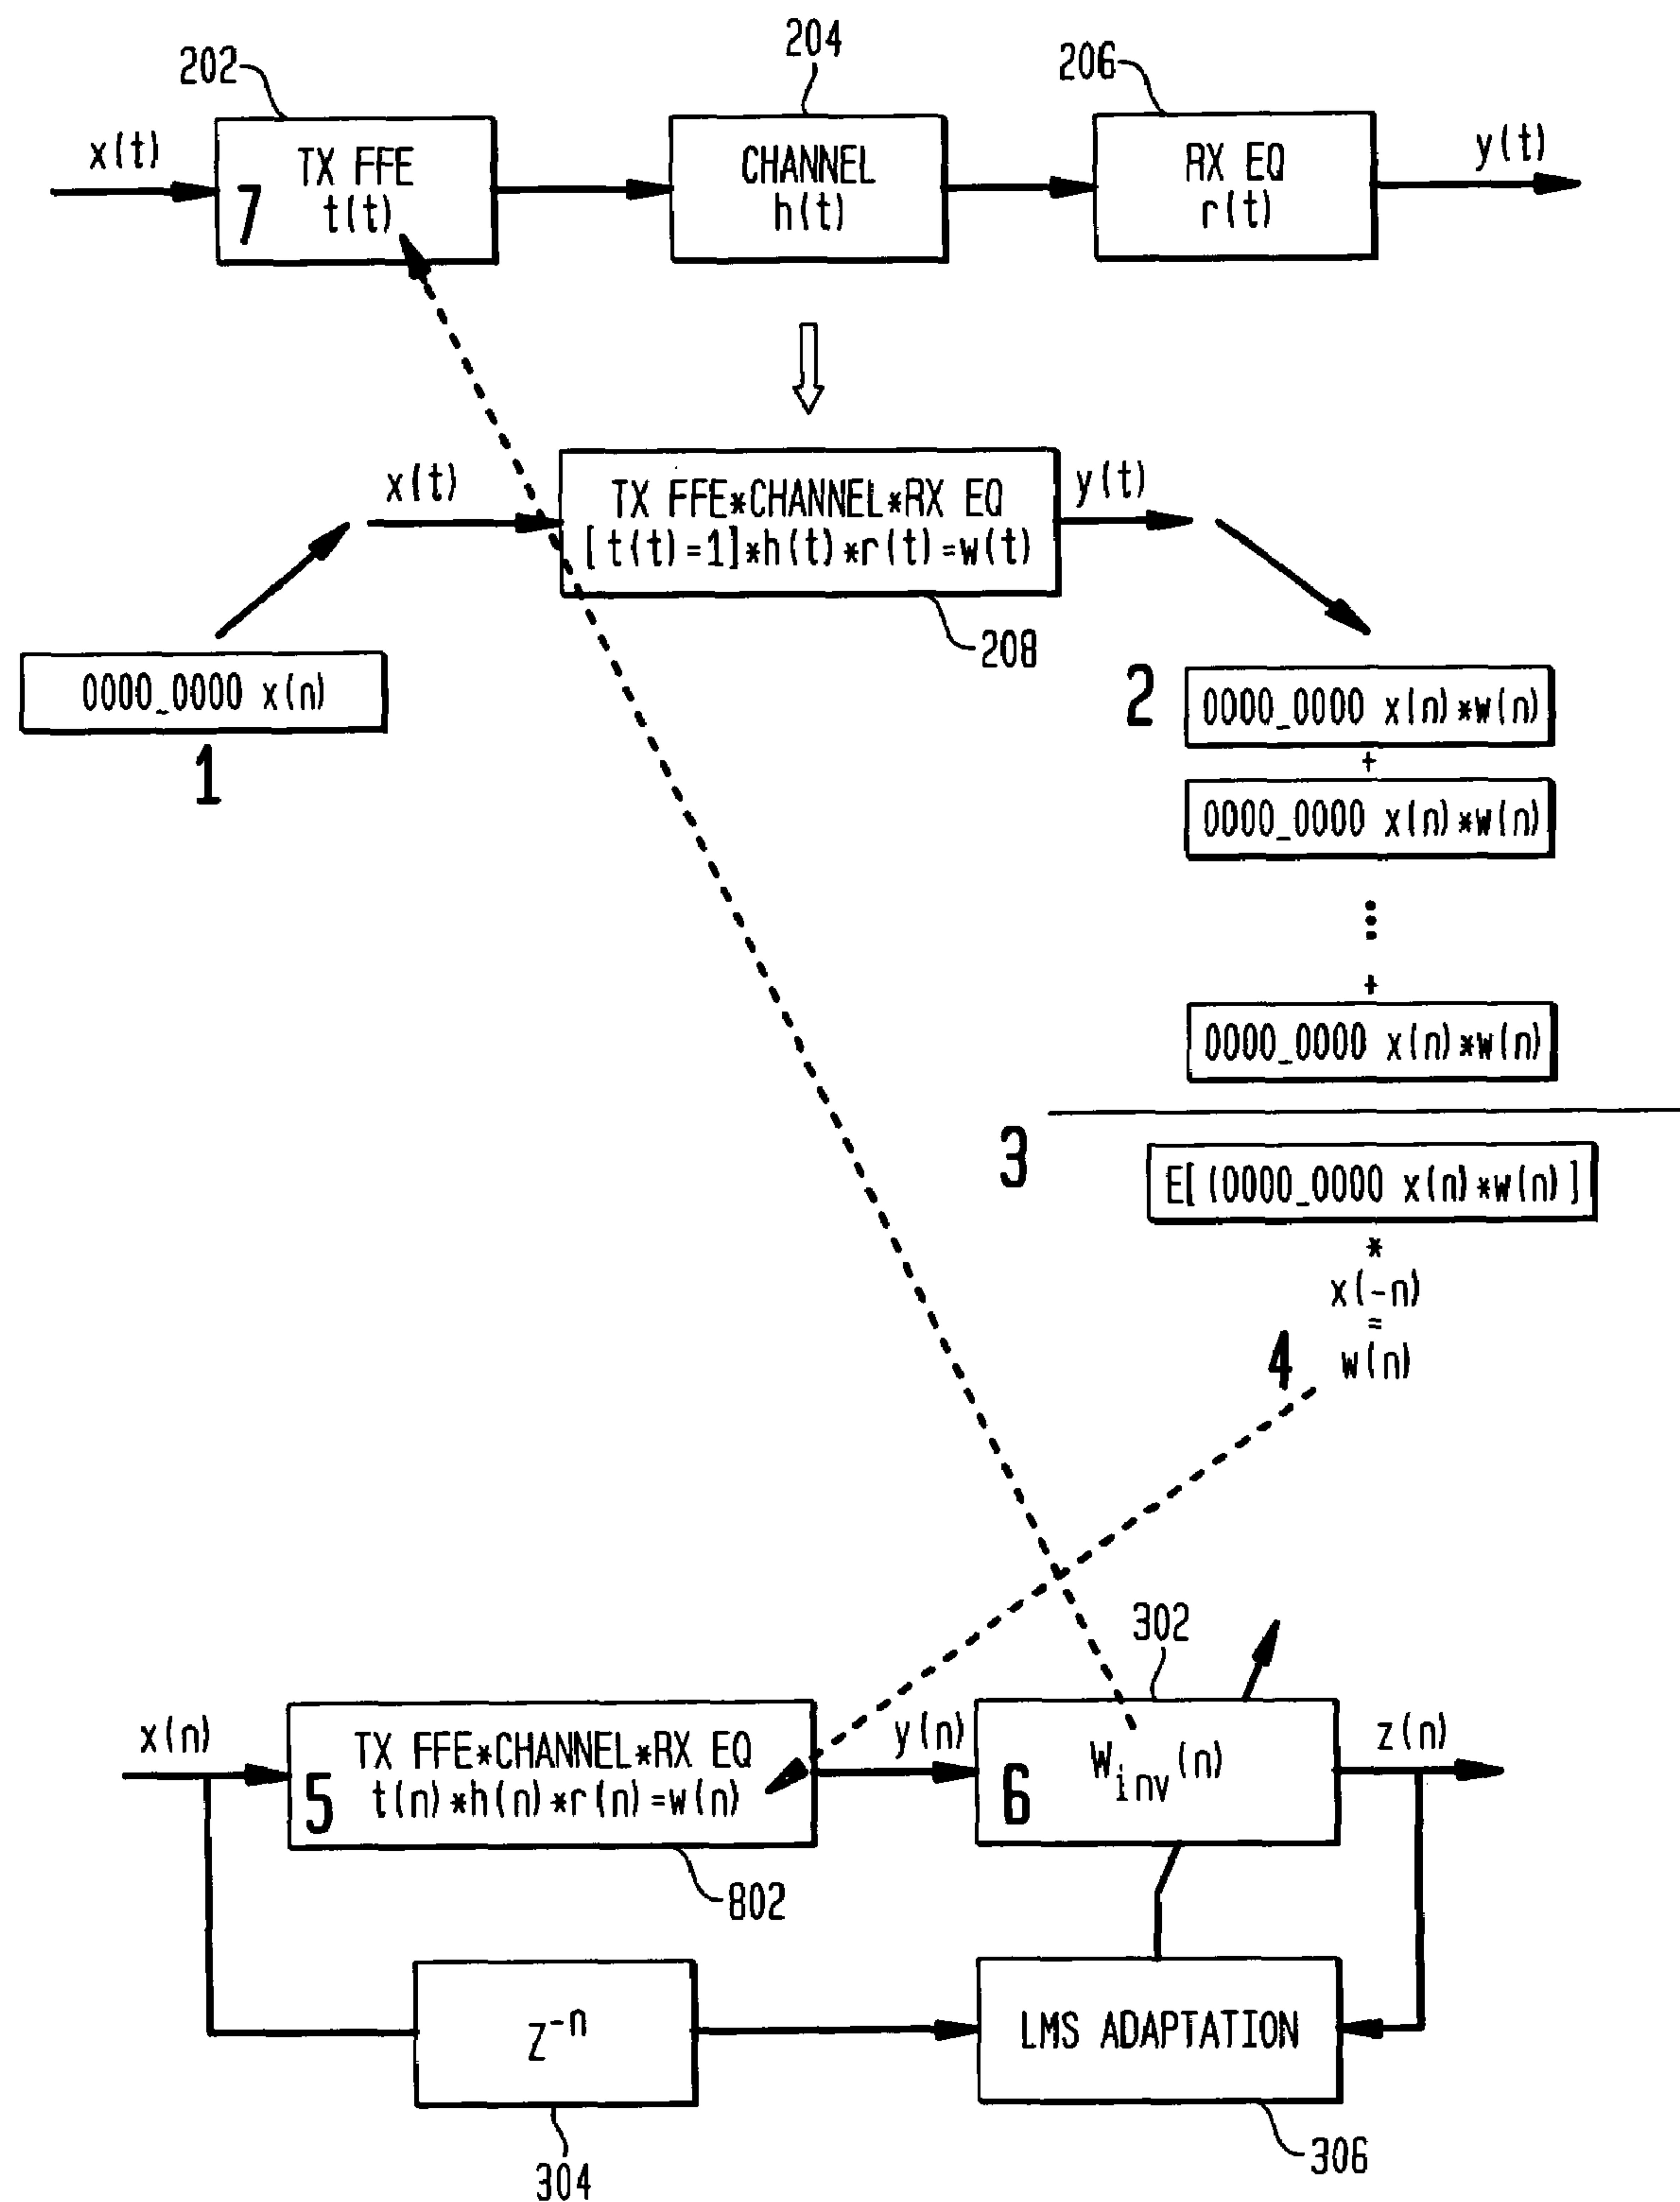 202
204
206
x(t)
TX FFE
7
t(t)
CHANNEL
h(t)
RX EQ
r(t)
y(t)
x(t)
TX FFE*CHANNEL*RX EQ
[t(t)=1]*h(t)*r(t)=w(t)
y(t)
208
0000_0000 x(n)
1
2
0000_0000 x(n)*w(n)
+
0000_0000 x(n)*w(n)
+
0000_0000 x(n)*w(n)
3
E[(0000_0000 x(n)*w(n)]
*
x(-n)
=
4
w(n)
302
x(n)
TX FFE*CHANNEL*RX EQ
5
t(n)*h(n)*r(n)=w(n)
y(n)
6
Winv(n)
z(n)
802
Z-n
LMS ADAPTATION
304
306